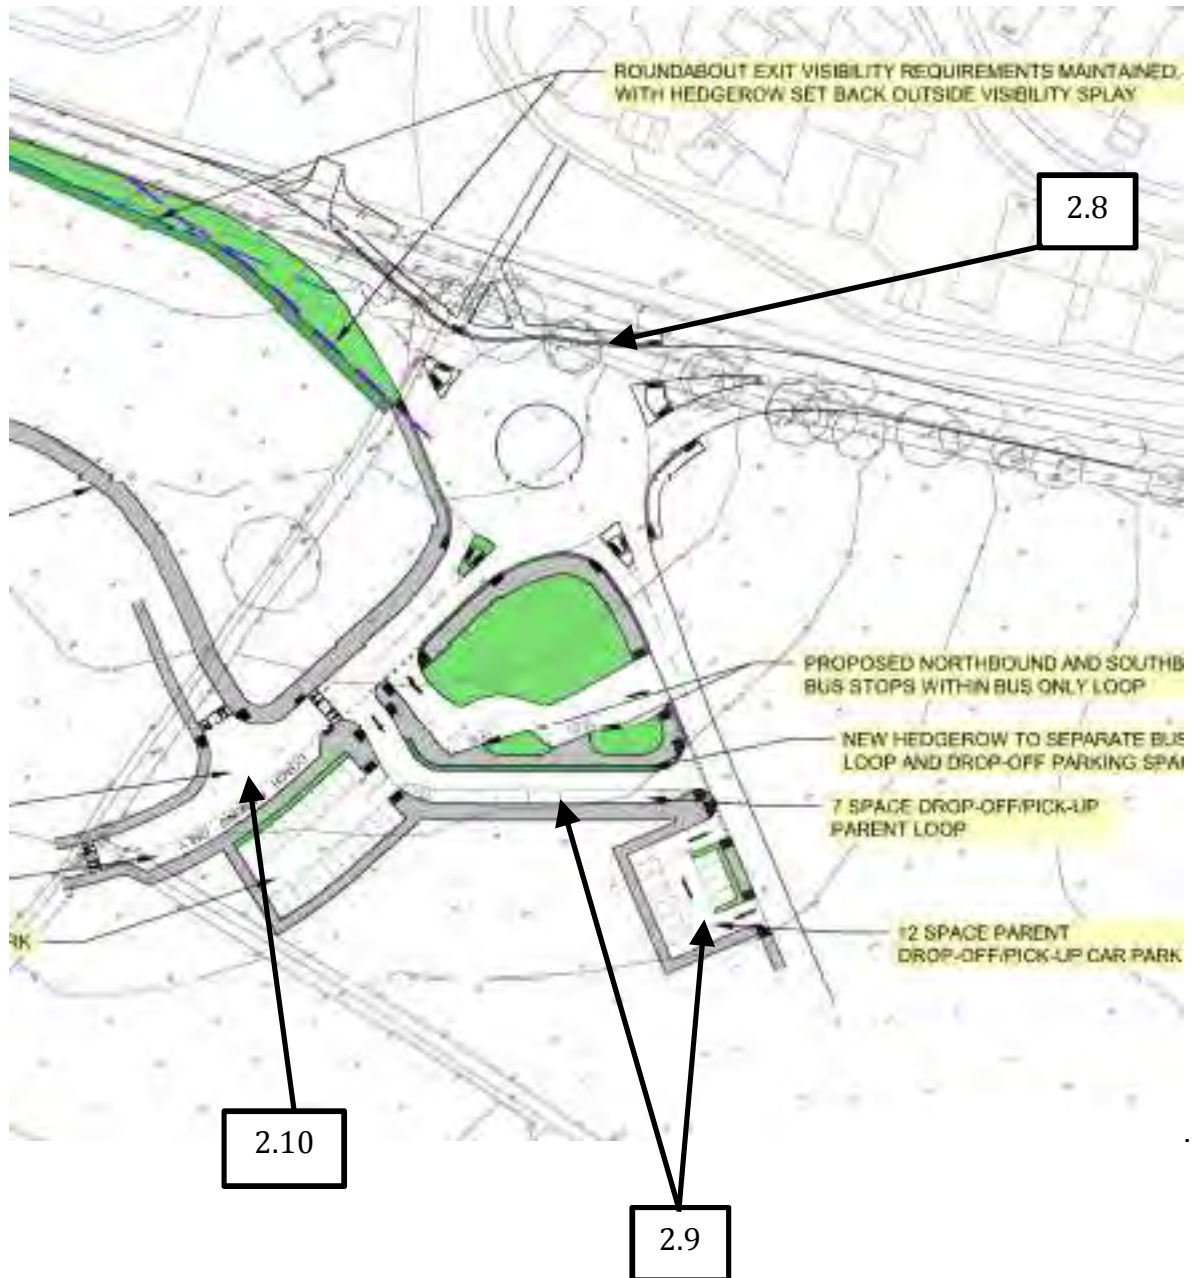 ROUNDABOUT EXIT VISIBILITY REQUIREMENTS MAINTAINED,
WITH HEDGEROW SET BACK OUTSIDE VISIBILITY SPLAY
2.8
PROPOSED NORTHBOUND AND SOUTHB
BUS STOPS WITHIN BUS ONLY LOOP
NEW HEDGEROW TO SEPARATE BUS
LOOP AND DROP-OFF PARKING SPA
7 SPACE DROP-OFF/PICK-UP
PARENT LOOP
12 SPACE PARENT
DROP-OFF/PICK-UP CAR PARK
RK
2.10
2.9